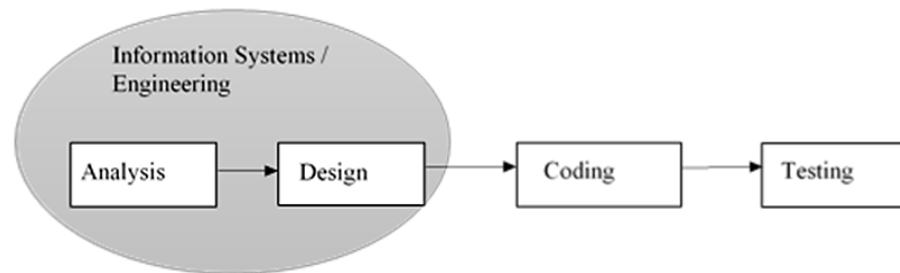 Information Systems /
Engineering
Analysis
Design
Coding
Testing